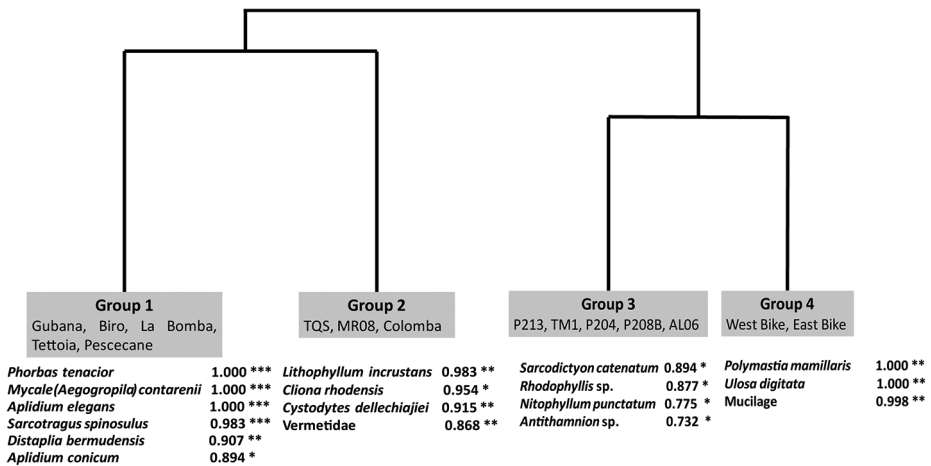 Group 1
Gubana, Biro, La Bomba,
Tettoia, Pescecane
Group 2
TQS, MR08, Colomba
Group 3
P213, TM1, P204, P208B, AL06
Group 4
West Bike, East Bike
Phorbas tenacior 1.000 ***
Mycale (Aegogropila) contarenii 1.000 ***
Aplidium elegans 1.000 ***
Sarcotragus spinosulus 0.983 ***
Distaplia bermudensis 0.907 **
Aplidium conicum 0.894 *
Lithophyllum incrustans 0.983 **
Cliona rhodensis 0.954 *
Cystodytes dellechiajiei 0.915 **
Vermetidae 0.868 **
Sarcodictyon catenatum 0.894 *
Rhodophyllis sp. 0.877 *
Nitophyllum punctatum 0.775 *
Antithamnion sp. 0.732 *
Polymastia mamillaris 1.000 **
Ulosa digitata 1.000 **
Mucilage 0.998 **